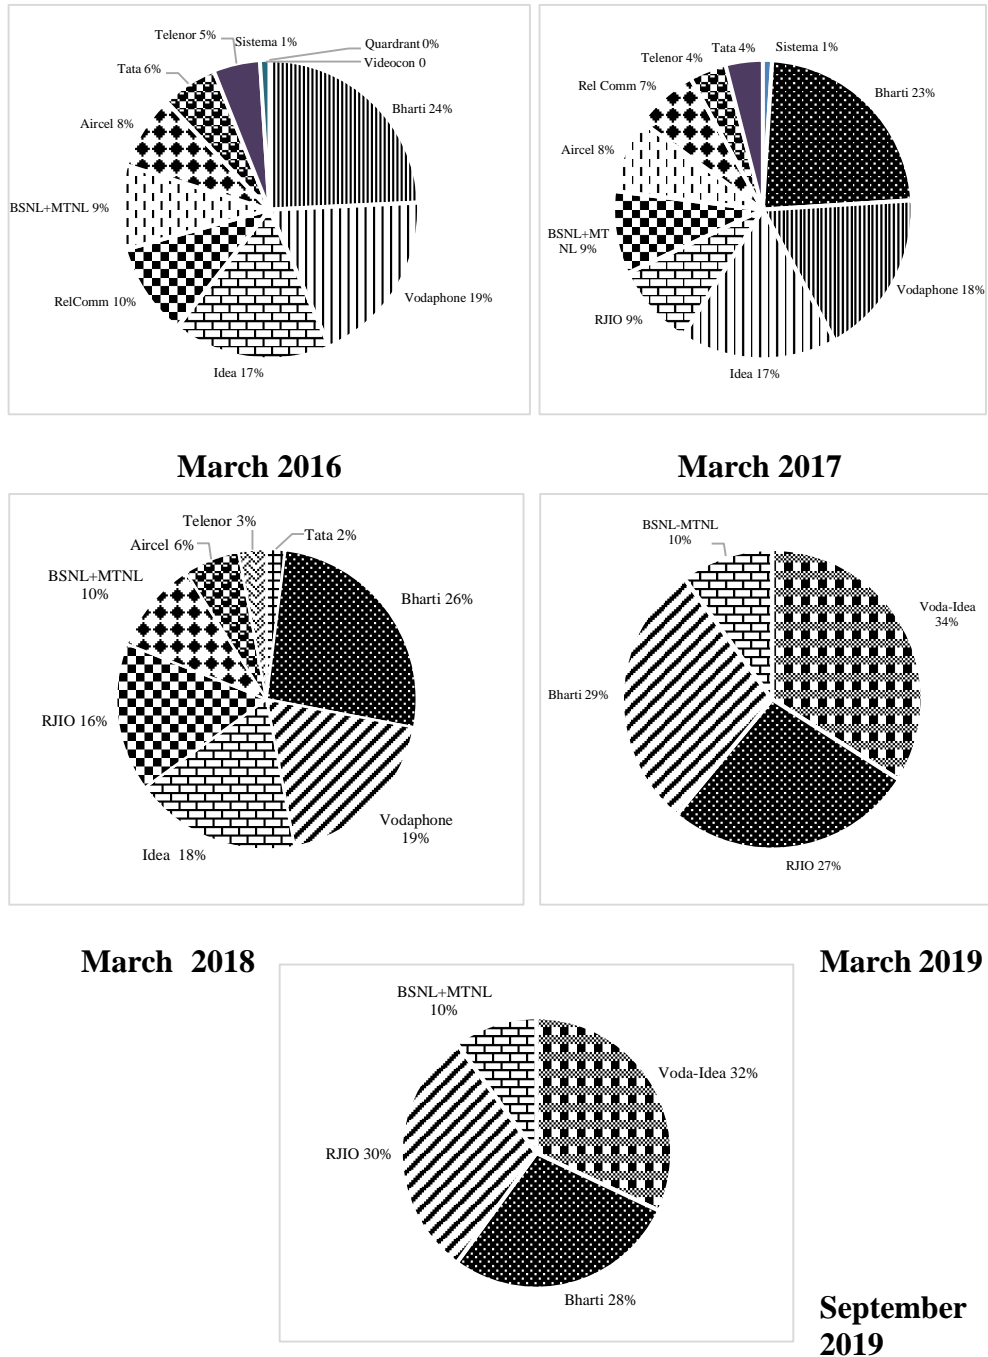 Telenor 5%
Sistema 1%
Quardrant 0%
Videocon 0
Tata 6%
Bharti 24%
Aircel 8%
BSNL+MTNL 9%
Vodaphone 19%
RelComm 10%
Idea 17%
March 2016
Tata 4%
Sistema 1%
Telenor 4%
Rel Comm 7%
Bharti 23%
Aircel 8%
BSNL+MT
NL 9%
Vodaphone 18%
RJIO 9%
Idea 17%
March 2017
Telenor 3%
Tata 2%
Aircel 6%
BSNL+MTNL
10%
Bharti 26%
RJIO 16%
Vodaphone
19%
Idea 18%
March 2018
BSNL-MTNL
10%
Voda-Idea
34%
Bharti 29%
RJIO 27%
March 2019
BSNL+MTNL
10%
Voda-Idea 32%
RJIO 30%
Bharti 28%
September
2019